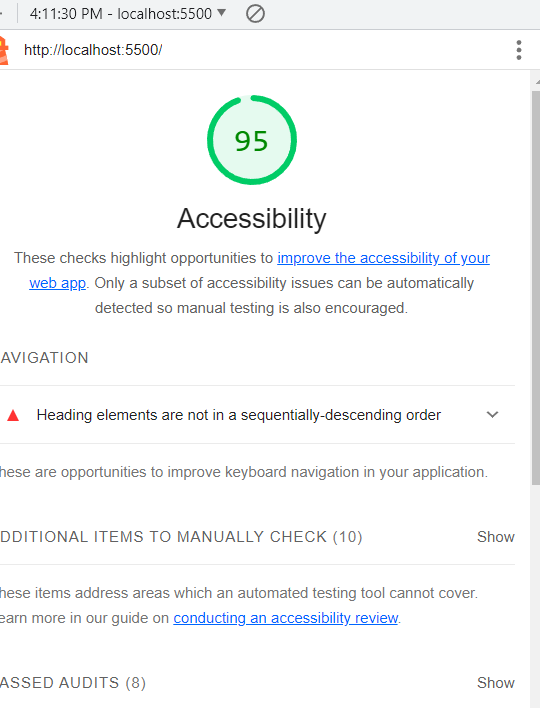 4:11:30 PM - localhost:5500
http://localhost:5500/
95
Accessibility
These checks highlight opportunities to improve the accessibility of your
web app. Only a subset of accessibility issues can be automatically
detected so manual testing is also encouraged.
AVIGATION
Heading elements are not in a sequentially-descending order
hese are opportunities to improve keyboard navigation in your application.
DDITIONAL ITEMS TO MANUALLY CHECK (10) Show
hese items address areas which an automated testing tool cannot cover.
earn more in our guide on conducting an accessibility review.
ASSED AUDITS (8) Show